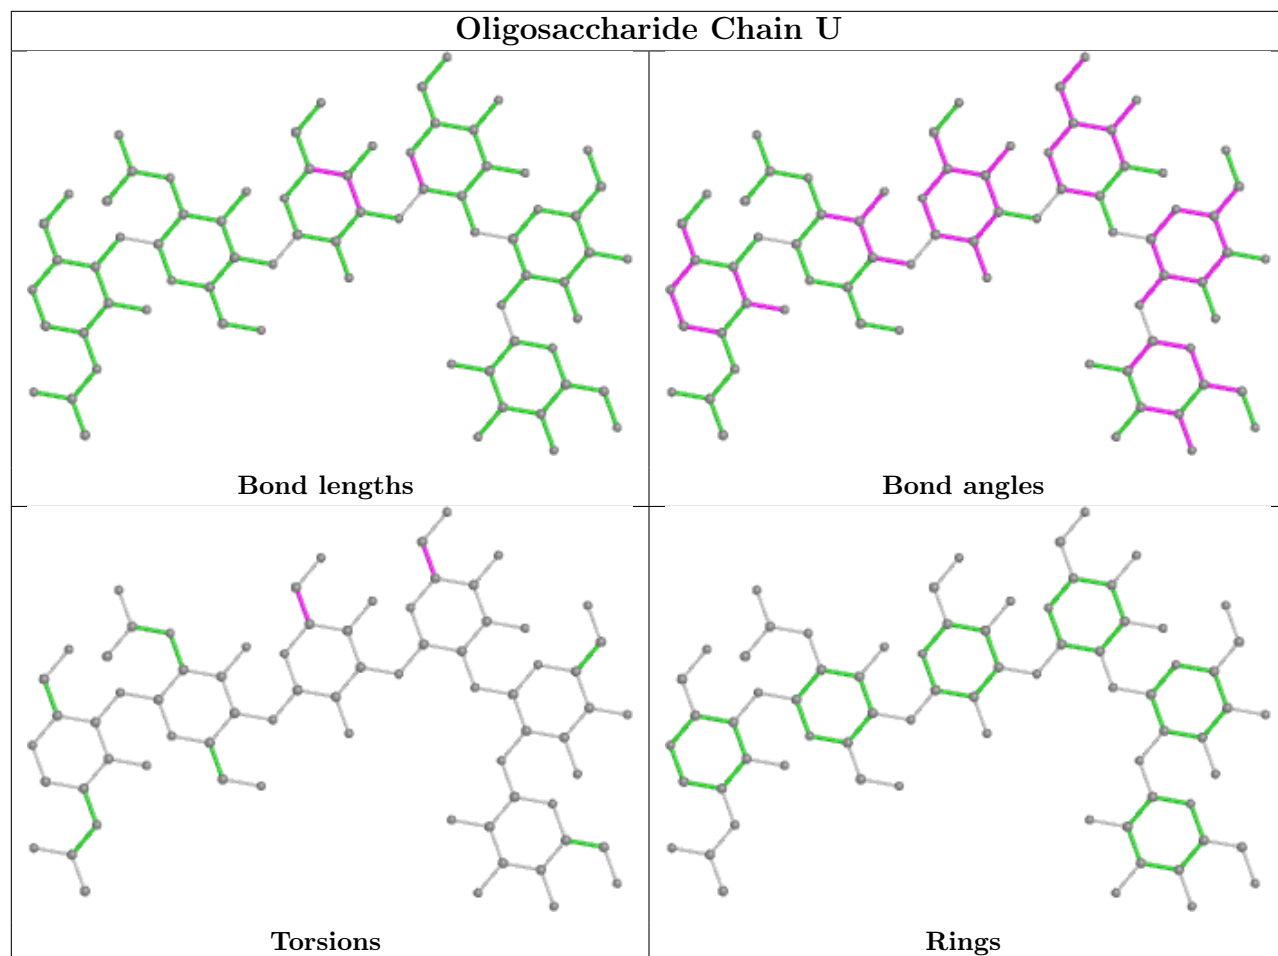 Oligosaccharide Chain U
Bond lengths
Bond angles
Torsions
Rings